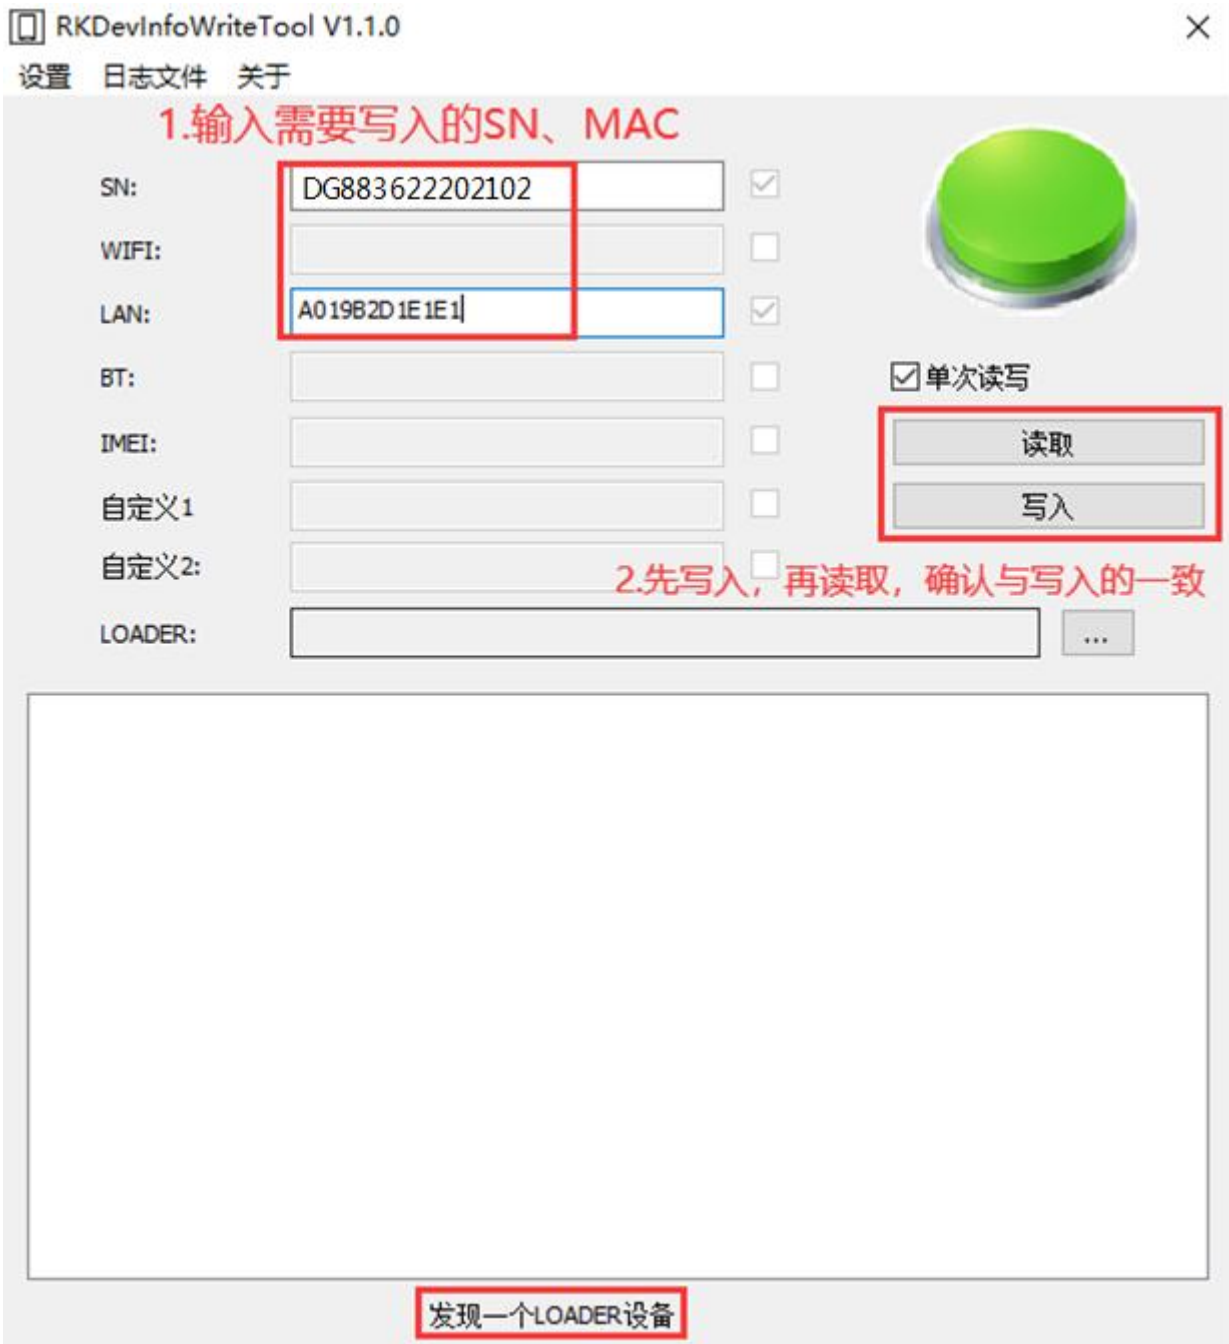 RKDevInfoWriteTool V1.1.0
设置 日志文件 关于
1.输入需要写入的SN、MAC
SN: DG883622202102
WIFI:
LAN: A019B2D1E1E1
BT:
单次读写
IMEI:
读取
自定义1
写入
自定义2:
2.先写入，再读取，确认与写入的一致
LOADER:
...
发现一个LOADER设备